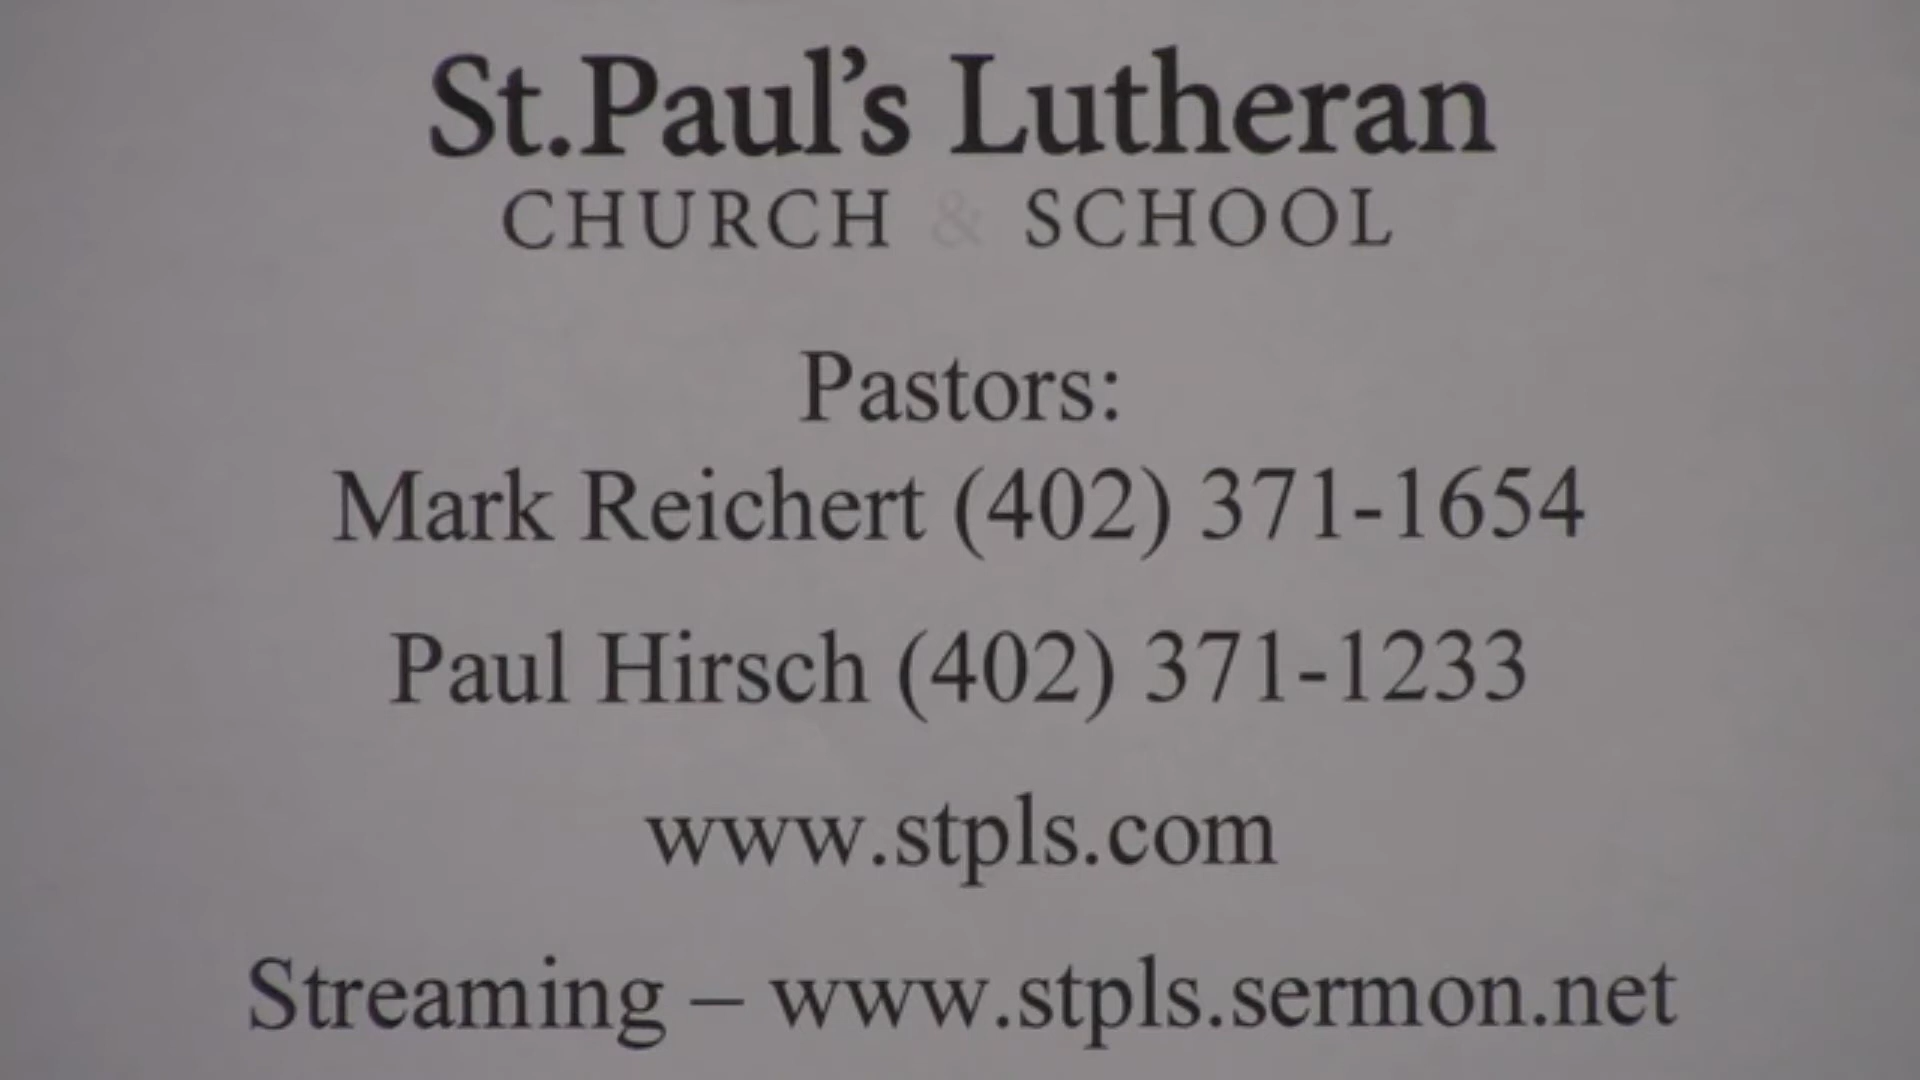 St.Paul's Lutheran
CHURCH & SCHOOL
Pastors:
Mark Reichert (402) 371-1654
Paul Hirsch (402) 371-1233
www.stpls.com
Streaming – www.stpls.sermon.net